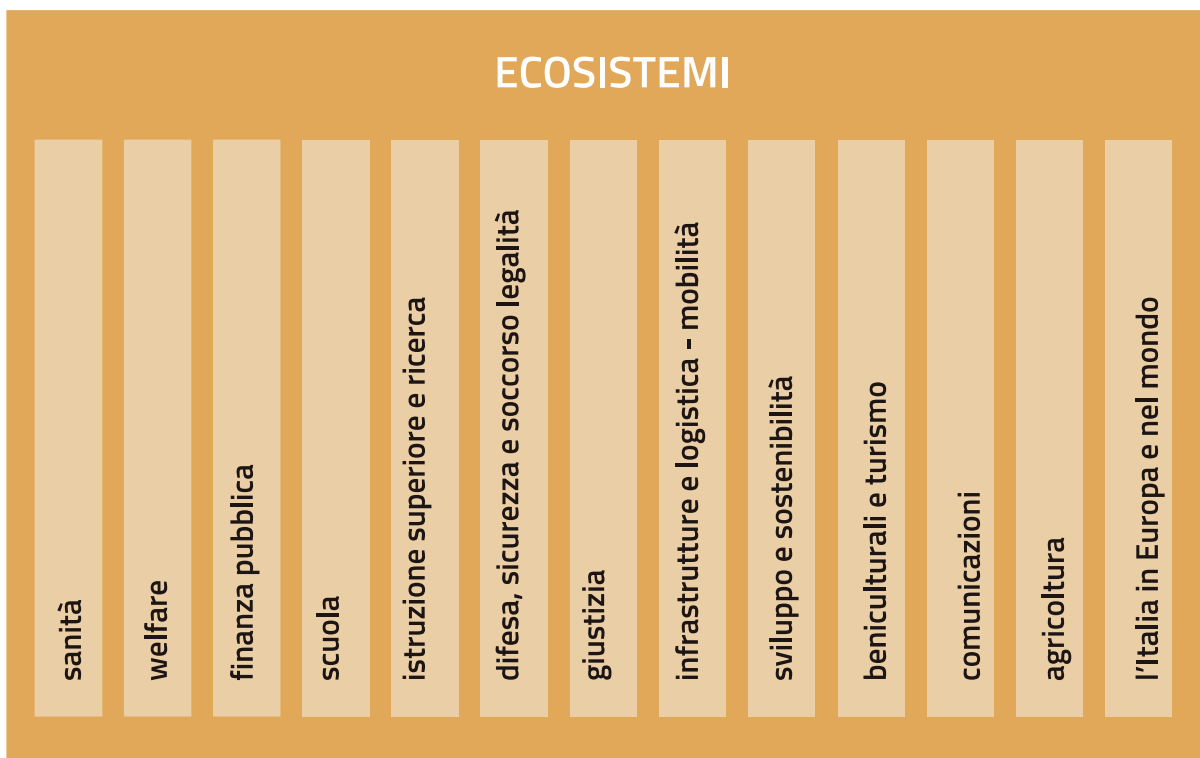 ECOSISTEMI
sanità
welfare
finanza pubblica
scuola
istruzione superiore e ricerca
difesa, sicurezza e soccorso legalità
giustizia
infrastrutture e logistica - mobilità
sviluppo e sostenibilità
beniculturali e turismo
comunicazioni
agricoltura
l'Italia in Europa e nel mondo